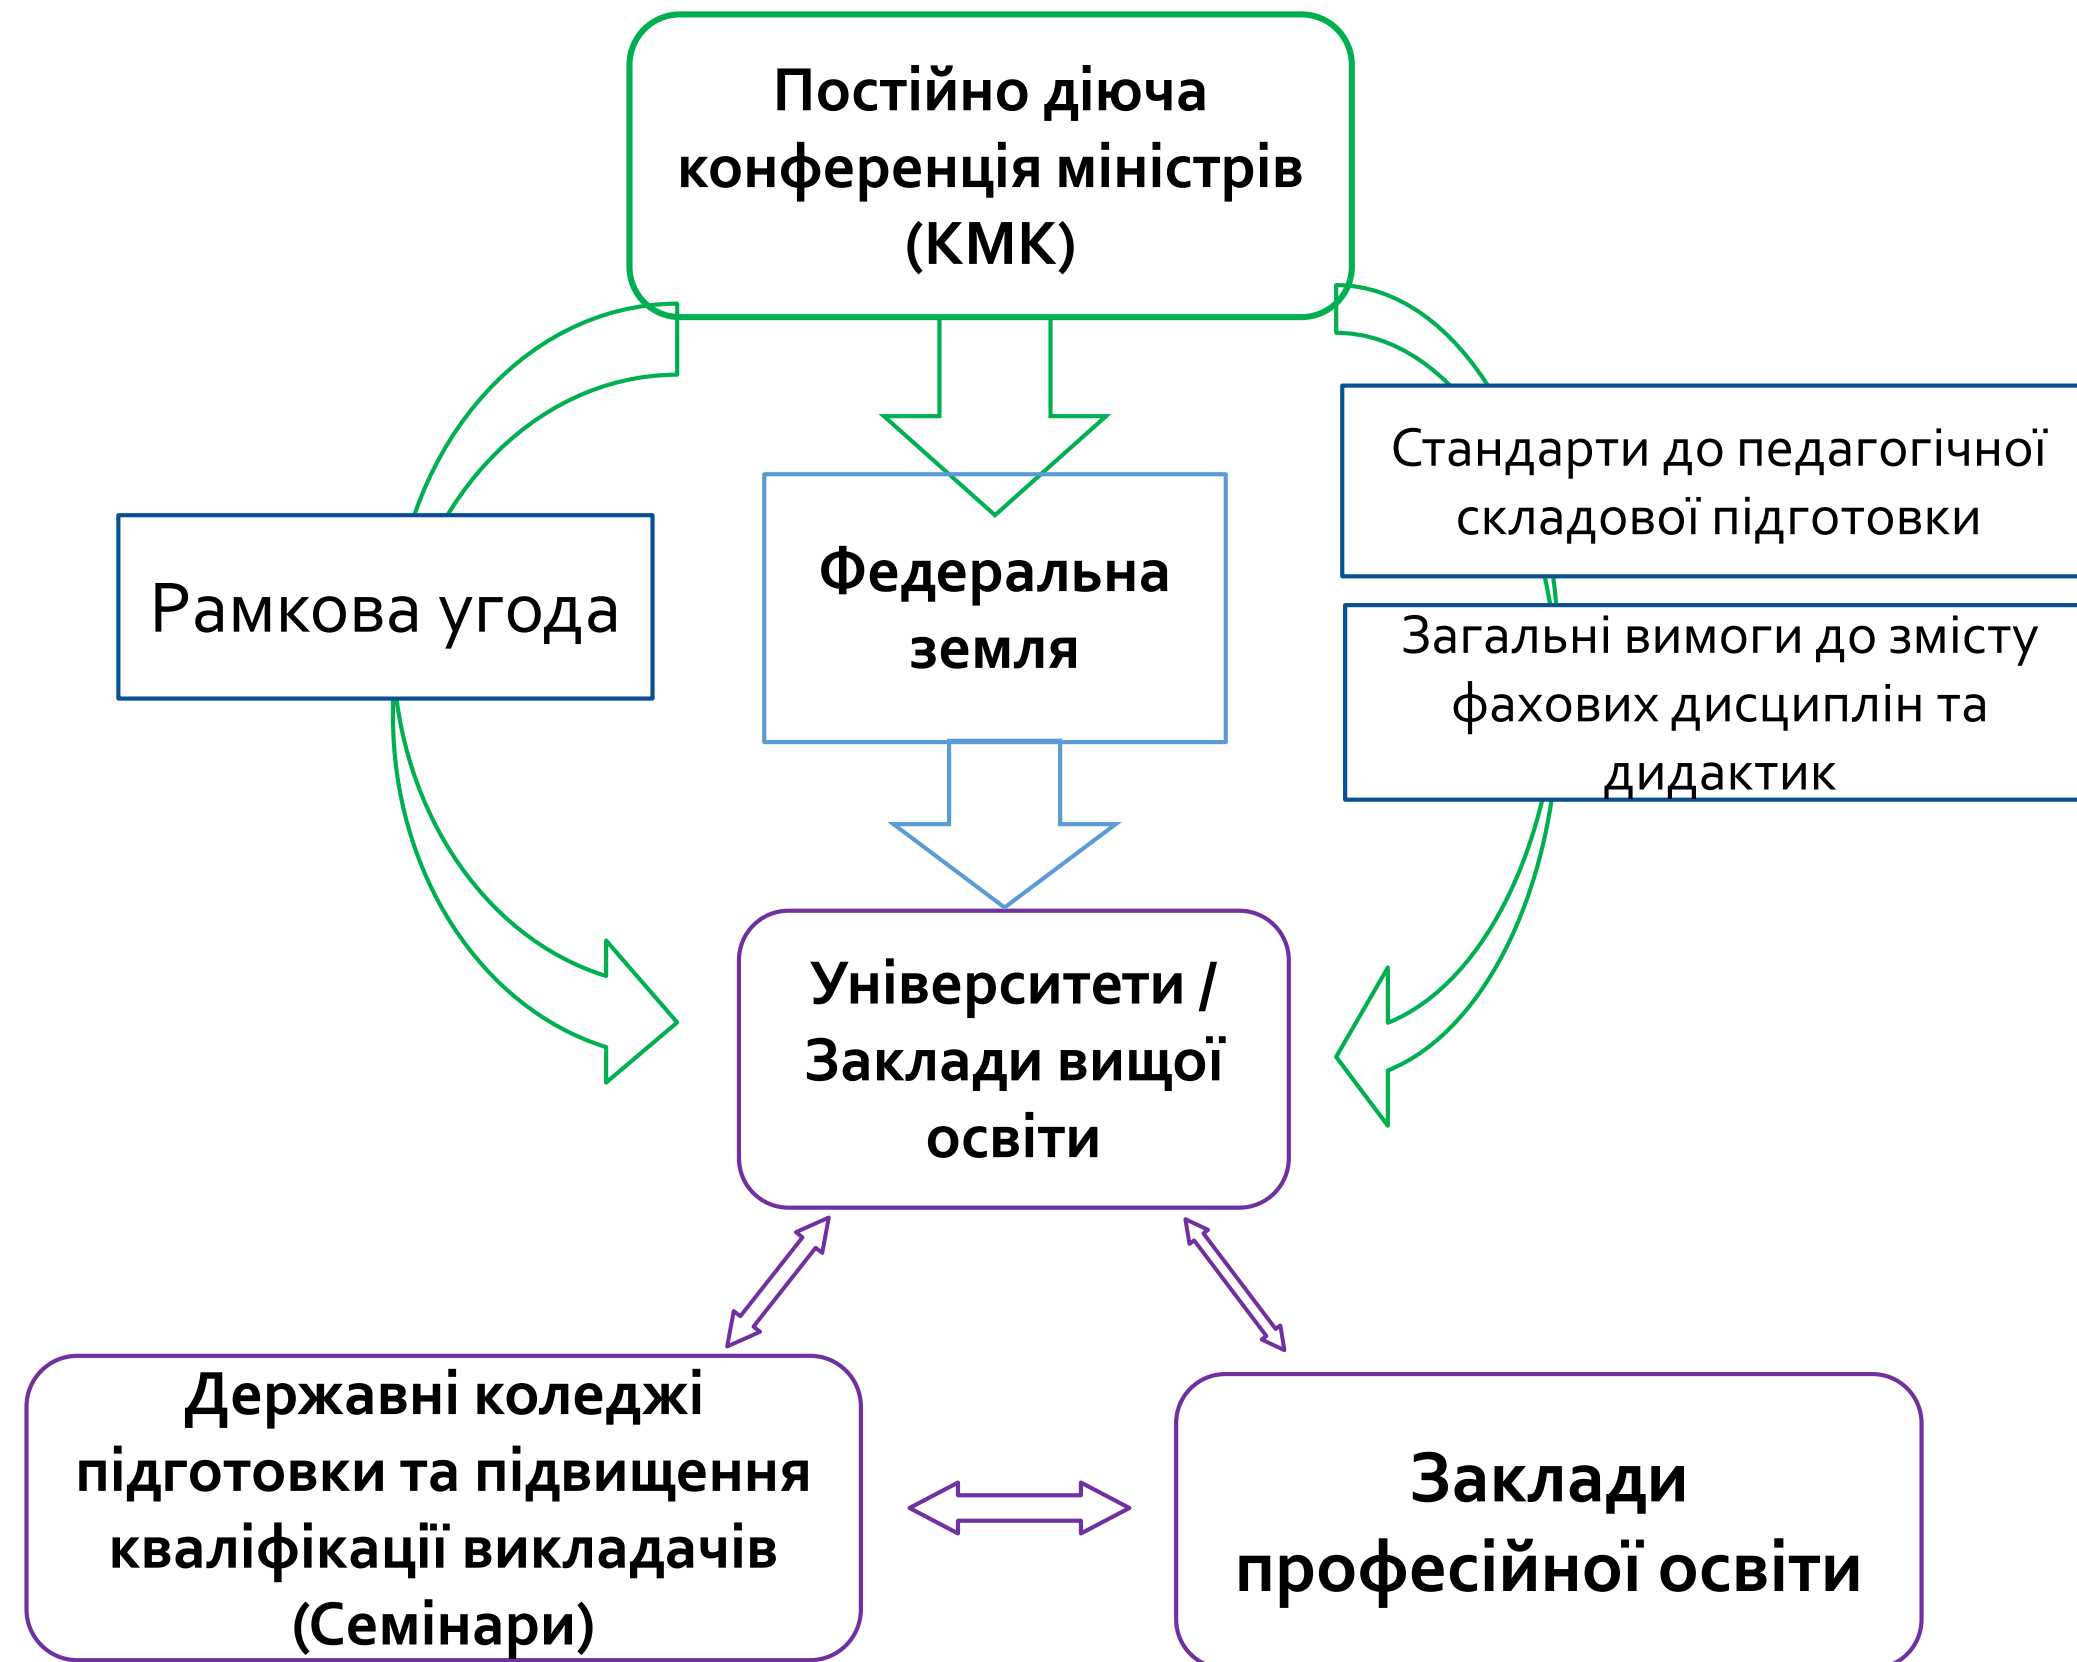 Постійно діюча
конференція міністрів
(КМК)
Стандарти до педагогічної
складової підготовки
Рамкова угода
Федеральна
земля
Загальні вимоги до змісту
фахових дисциплін та
дидактик
Університети /
Заклади вищої
освіти
Державні коледжі
підготовки та підвищення
кваліфікації викладачів
(Семінари)
Заклади
професійної освіти